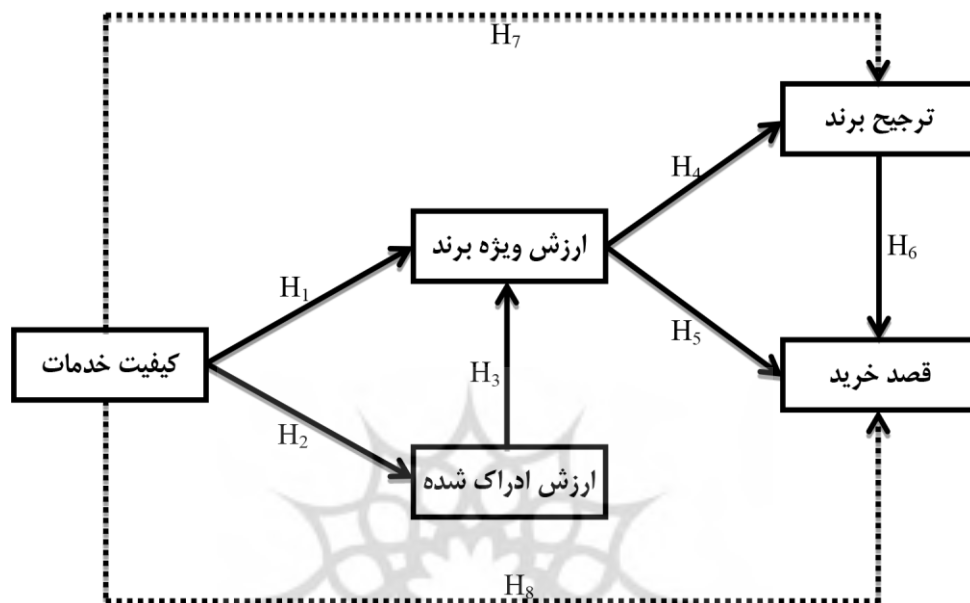 H₇
ترجیح برند
H₄
ارزش ویژه برند
H₆
H₁
H₅
کیفیت خدمات
قصد خرید
H₃
H₂
ارزش ادراک شده
H₈